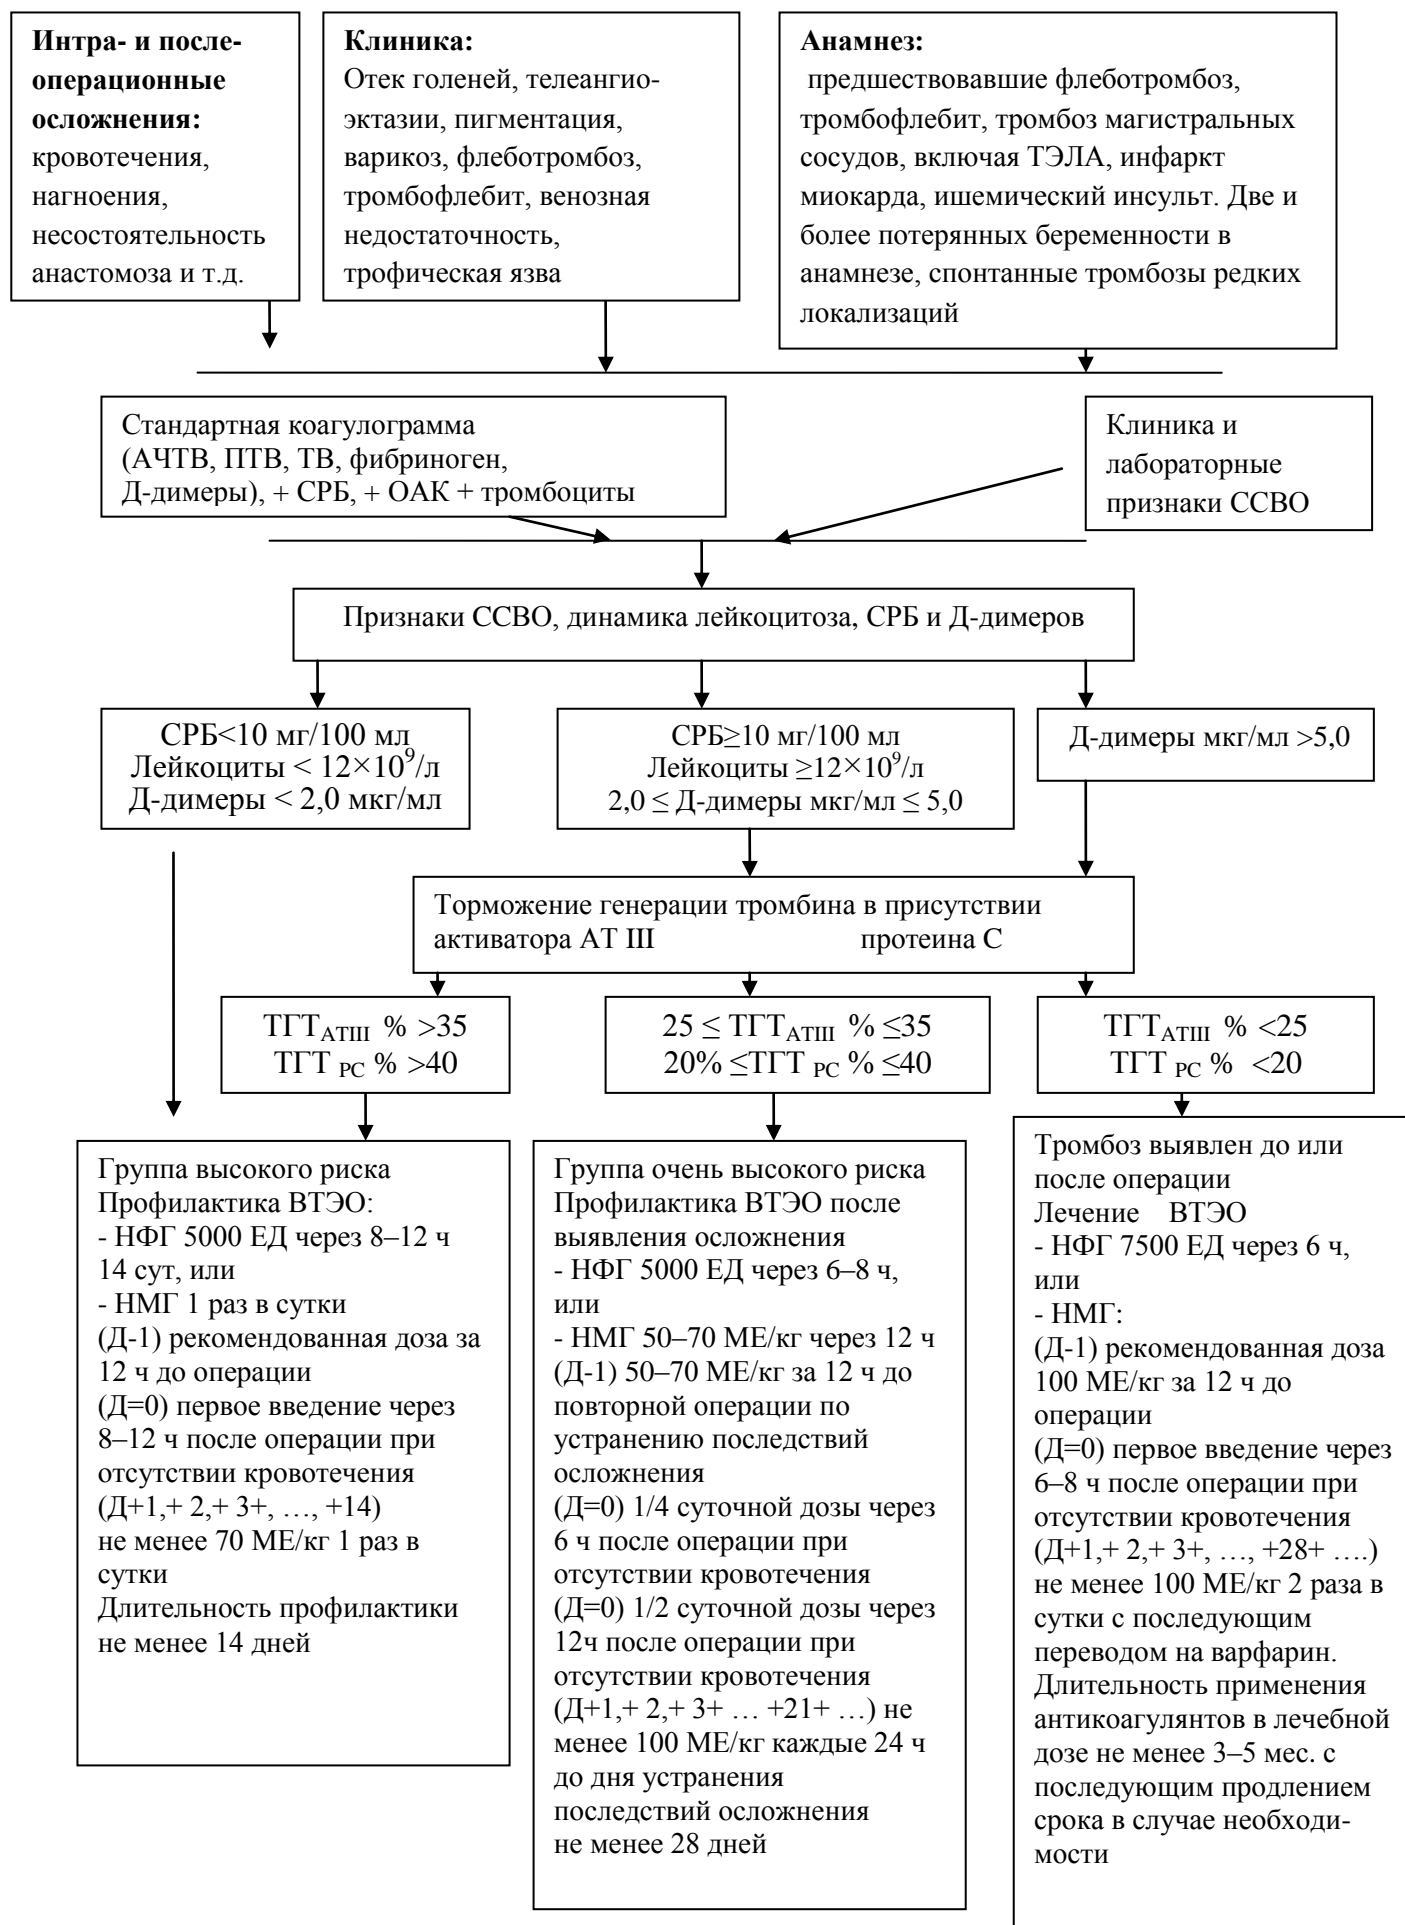 Интра- и после-
операционные
осложнения:
кровотечения,
нагноения,
несостоятельность
анастомоза и т.д.
Клиника:
Отек голеней, телеангио-
эктазии, пигментация,
варикоз, флеботромбоз,
тромбофлебит, венозная
недостаточность,
трофическая язва
Анамнез:
предшествовавшие флеботромбоз,
тромбофлебит, тромбоз магистральных
сосудов, включая ТЭЛА, инфаркт
миокарда, ишемический инсульт. Две и
более потерянных беременности в
анамнезе, спонтанные тромбозы редких
локализаций
Стандартная коагулограмма
(АЧТВ, ПТВ, ТВ, фибриноген,
Д-димеры), + СРБ, + ОАК + тромбоциты
Клиника и
лабораторные
признаки ССВО
Признаки ССВО, динамика лейкоцитоза, СРБ и Д-димеров
СРБ<10 мг/100 мл
Лейкоциты < 12×10⁹/л
Д-димеры < 2,0 мкг/мл
СРБ≥10 мг/100 мл
Лейкоциты ≥12×10⁹/л
2,0 ≤ Д-димеры мкг/мл ≤ 5,0
Д-димеры мкг/мл >5,0
Торможение генерации тромбина в присутствии
активатора АТ III протеина С
ТГТАТIII % >35
ТГТ РС % >40
25 ≤ ТГТАТIII % ≤35
20% ≤ТГТ РС % ≤40
ТГТАТIII % <25
ТГТ РС % <20
Группа высокого риска
Профилактика ВТЭО:
- НФГ 5000 ЕД через 8–12 ч
14 сут, или
- НМГ 1 раз в сутки
(Д-1) рекомендованная доза за
12 ч до операции
(Д=0) первое введение через
8–12 ч после операции при
отсутствии кровотечения
(Д+1,+ 2,+ 3+, …, +14)
не менее 70 МЕ/кг 1 раз в
сутки
Длительность профилактики
не менее 14 дней
Группа очень высокого риска
Профилактика ВТЭО после
выявления осложнения
- НФГ 5000 ЕД через 6–8 ч,
или
- НМГ 50–70 МЕ/кг через 12 ч
(Д-1) 50–70 МЕ/кг за 12 ч до
повторной операции по
устранению последствий
осложнения
(Д=0) 1/4 суточной дозы через
6 ч после операции при
отсутствии кровотечения
(Д=0) 1/2 суточной дозы через
12ч после операции при
отсутствии кровотечения
(Д+1,+ 2,+ 3+ … +21+ …) не
менее 100 МЕ/кг каждые 24 ч
до дня устранения
последствий осложнения
не менее 28 дней
Тромбоз выявлен до или
после операции
Лечение ВТЭО
- НФГ 7500 ЕД через 6 ч,
или
- НМГ:
(Д-1) рекомендованная доза
100 МЕ/кг за 12 ч до
операции
(Д=0) первое введение через
6–8 ч после операции при
отсутствии кровотечения
(Д+1,+ 2,+ 3+, …, +28+ ….)
не менее 100 МЕ/кг 2 раза в
сутки с последующим
переводом на варфарин.
Длительность применения
антикоагулянтов в лечебной
дозе не менее 3–5 мес. с
последующим продлением
срока в случае необходи-
мости